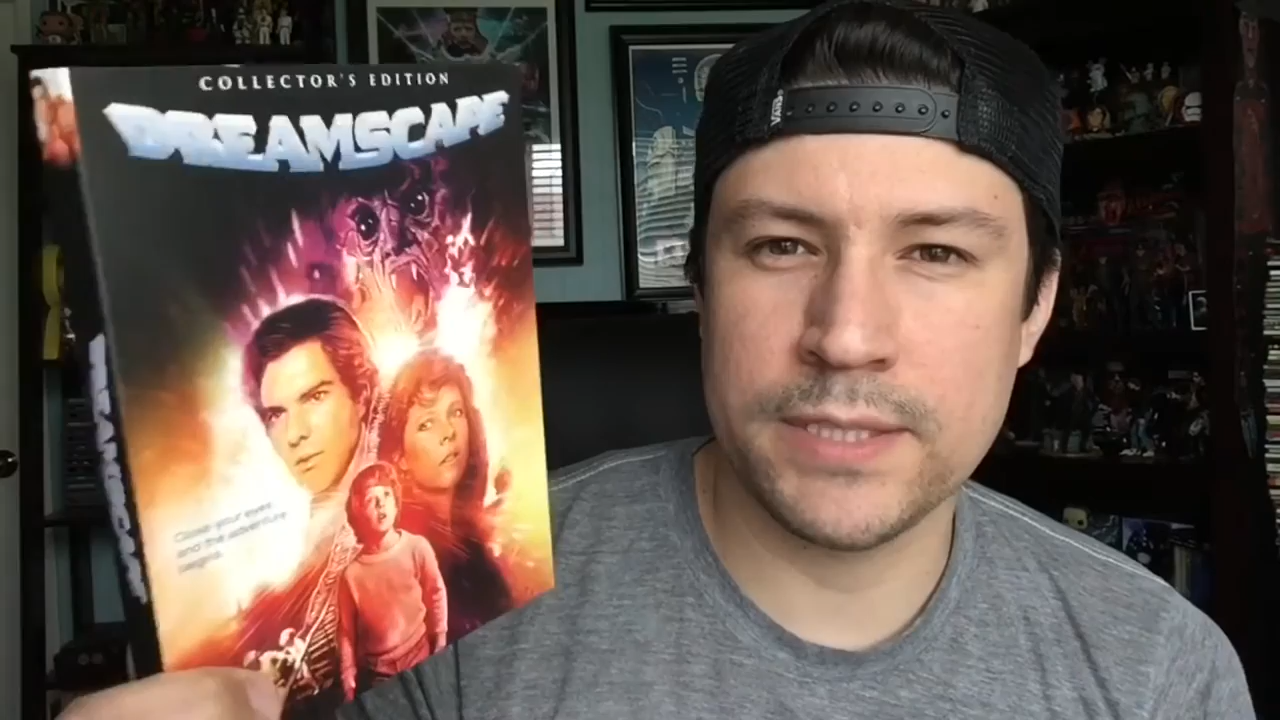 COLLECTOR'S EDITION
DREAMSCAPE
Close your eyes
and the adventure
begins.
DREAMSCAPE
VANS